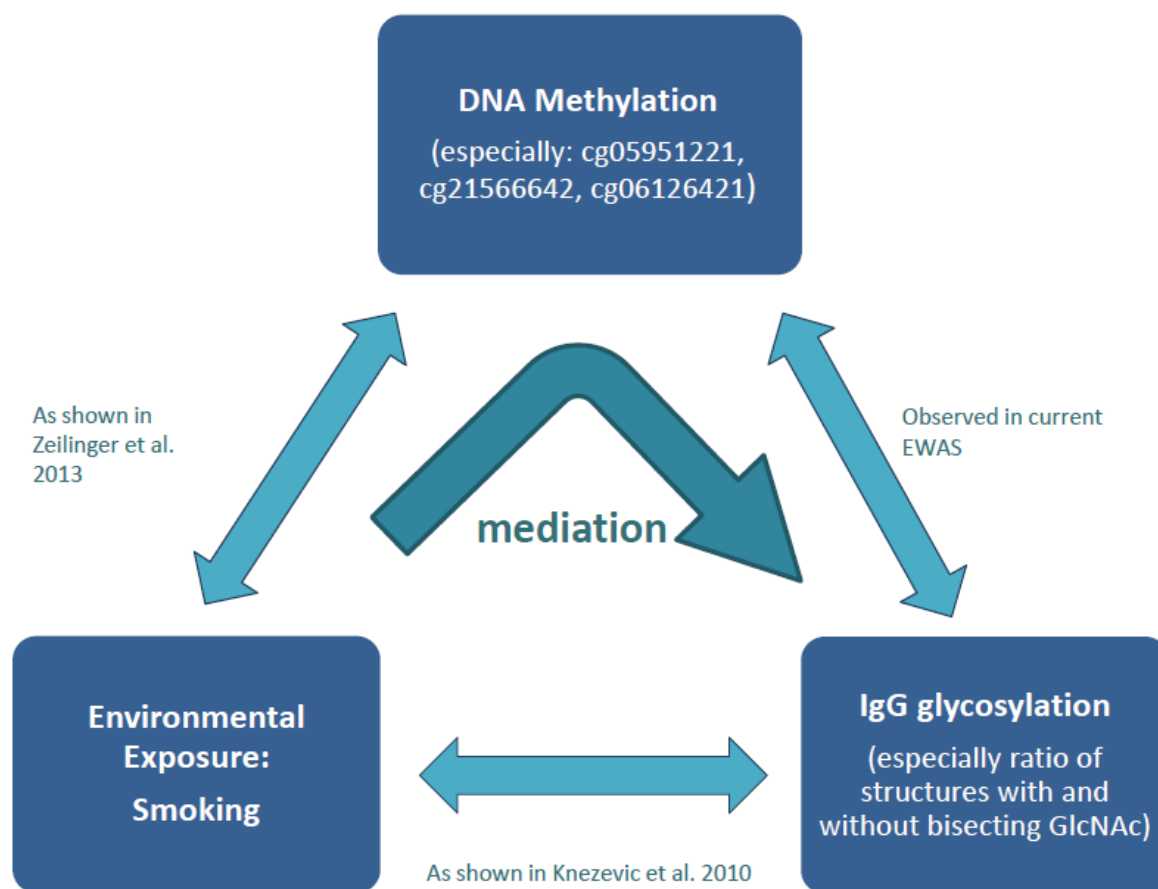 DNA Methylation
(especially: cg05951221,
cg21566642, cg06126421)
As shown in
Zeilinger et al.
2013
Observed in current
EWAS
mediation
Environmental
Exposure:
Smoking
IgG glycosylation
(especially ratio of
structures with and
without bisecting GlcNAc)
As shown in Knezevic et al. 2010